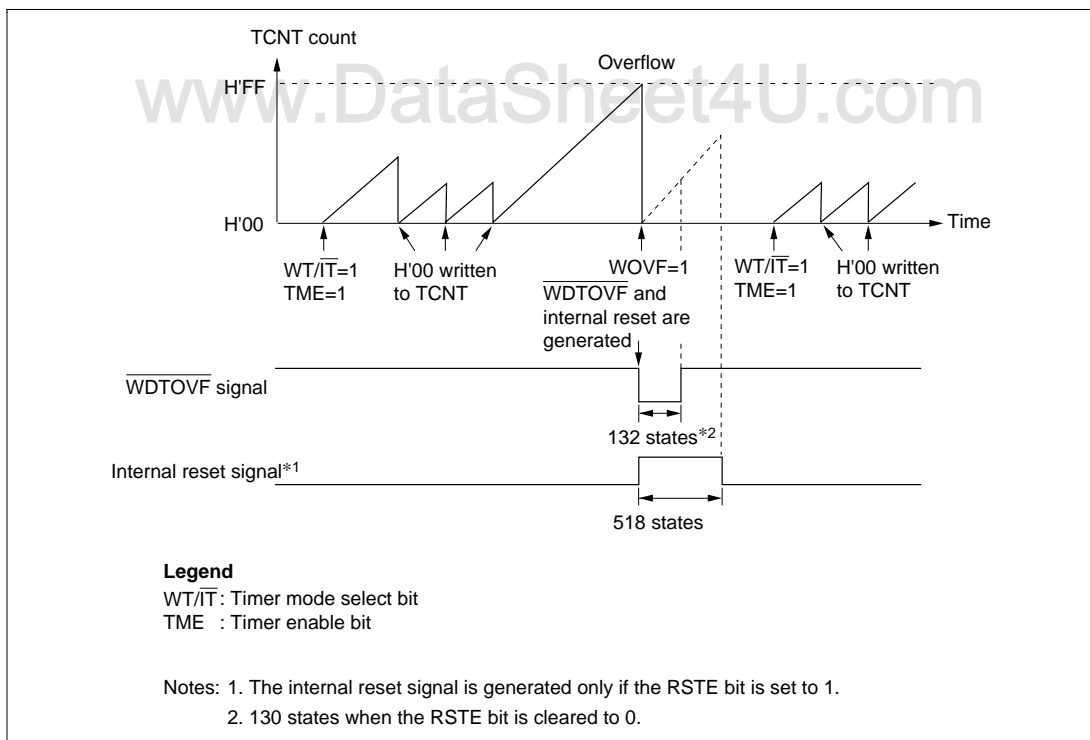 TCNT count
Overflow
H'FF
www.DataSheet4U.com
H'00
Time
WT/IT=1
TME=1
H'00 written
to TCNT
WOVF=1
WDTOVF and
internal reset are
generated
WT/IT=1
TME=1
H'00 written
to TCNT
WDTOVF signal
132 states*2
Internal reset signal*1
518 states
Legend
WT/IT : Timer mode select bit
TME : Timer enable bit
Notes: 1. The internal reset signal is generated only if the RSTE bit is set to 1.
2. 130 states when the RSTE bit is cleared to 0.